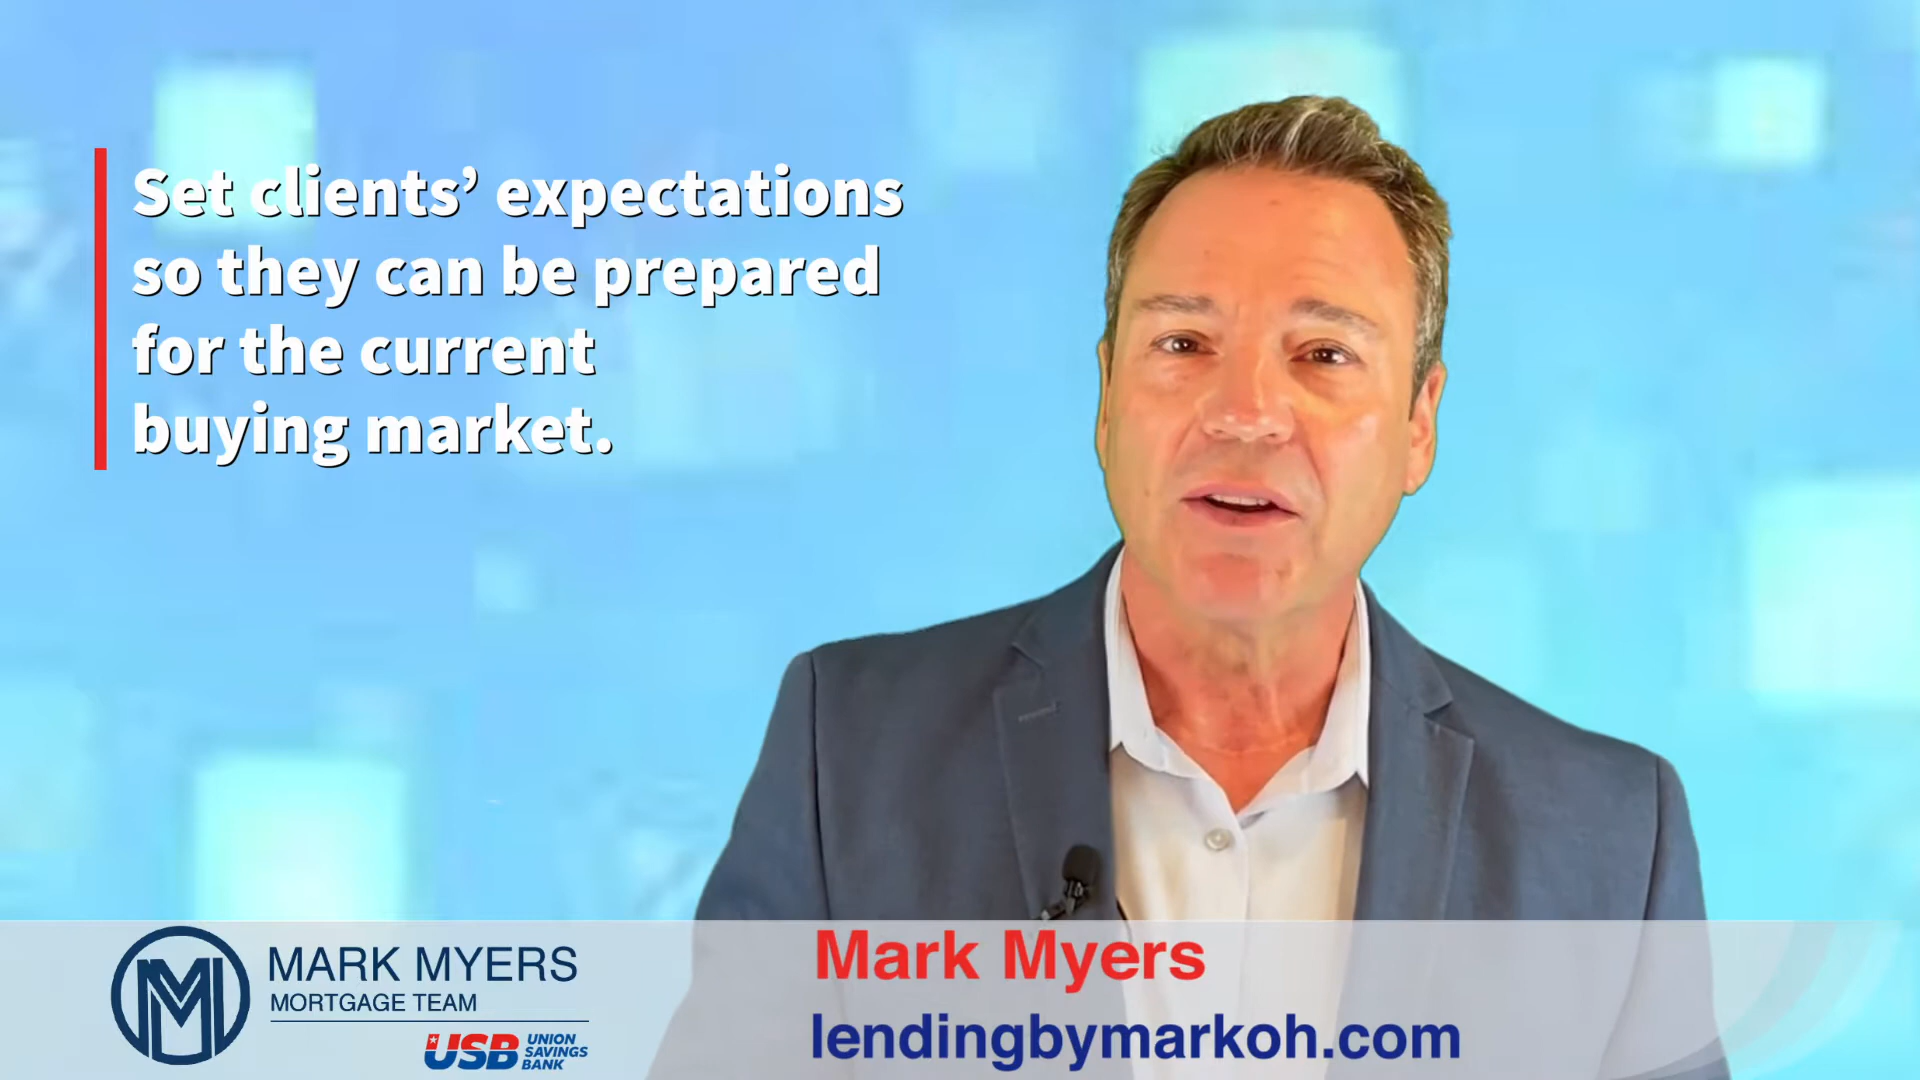 Set clients’ expectations
so they can be prepared
for the current
buying market.
MARK MYERS
MORTGAGE TEAM
USB UNION
SAVINGS
BANK
Mark Myers
lendingbymarkoh.com